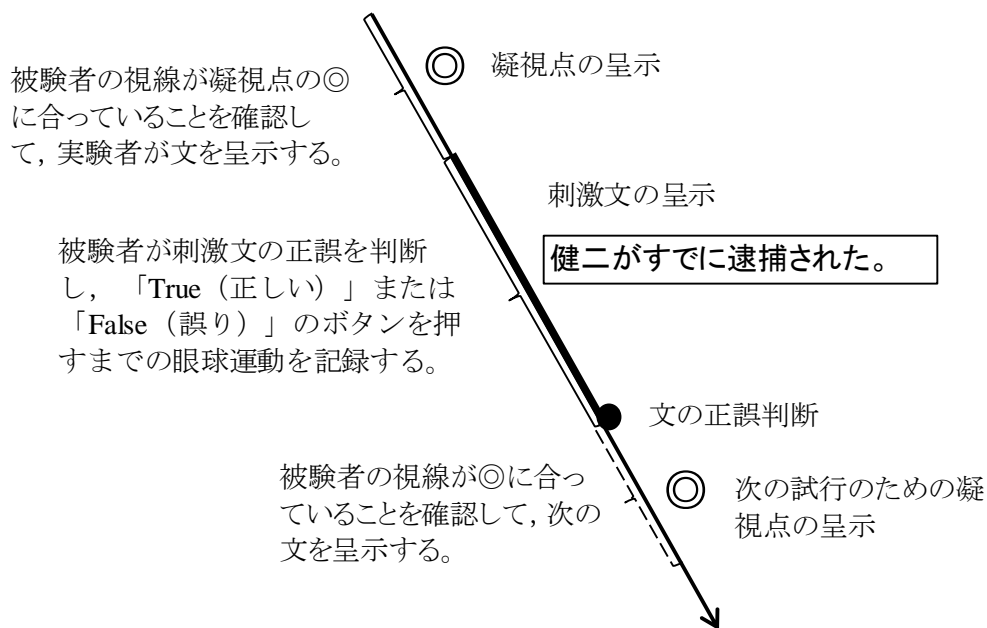 ◎ 凝視点の呈示
被験者の視線が凝視点の◎
に合っていることを確認し
て，実験者が文を呈示する。
刺激文の呈示
健二がすでに逮捕された。
被験者が刺激文の正誤を判断
し，「True（正しい）」または
「False（誤り）」のボタンを押
すまでの眼球運動を記録する。
文の正誤判断
被験者の視線が◎に合っ
ていることを確認して，次の
文を呈示する。
◎ 次の試行のための凝
視点の呈示